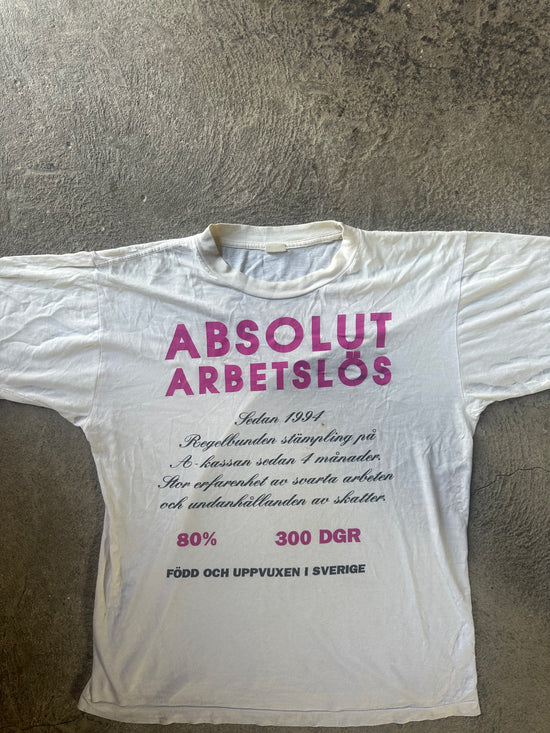 ABSOLUT
ARBETSLÖS
Sedan 1994.
Regelbunden stämpling på
A-kassan sedan 4 månader.
Stor erfarenhet av svarta arbeten
och undanhållanden av skatter.
80% 300 DGR
FÖDD OCH UPPVUXEN I SVERIGE